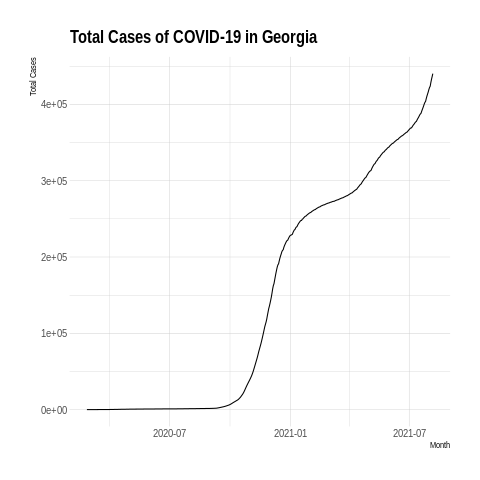 Total Cases of COVID-19 in Georgia
Total Cases
4e+05
3e+05
2e+05
1e+05
0e+00
2020-07 2021-01 2021-07
Month